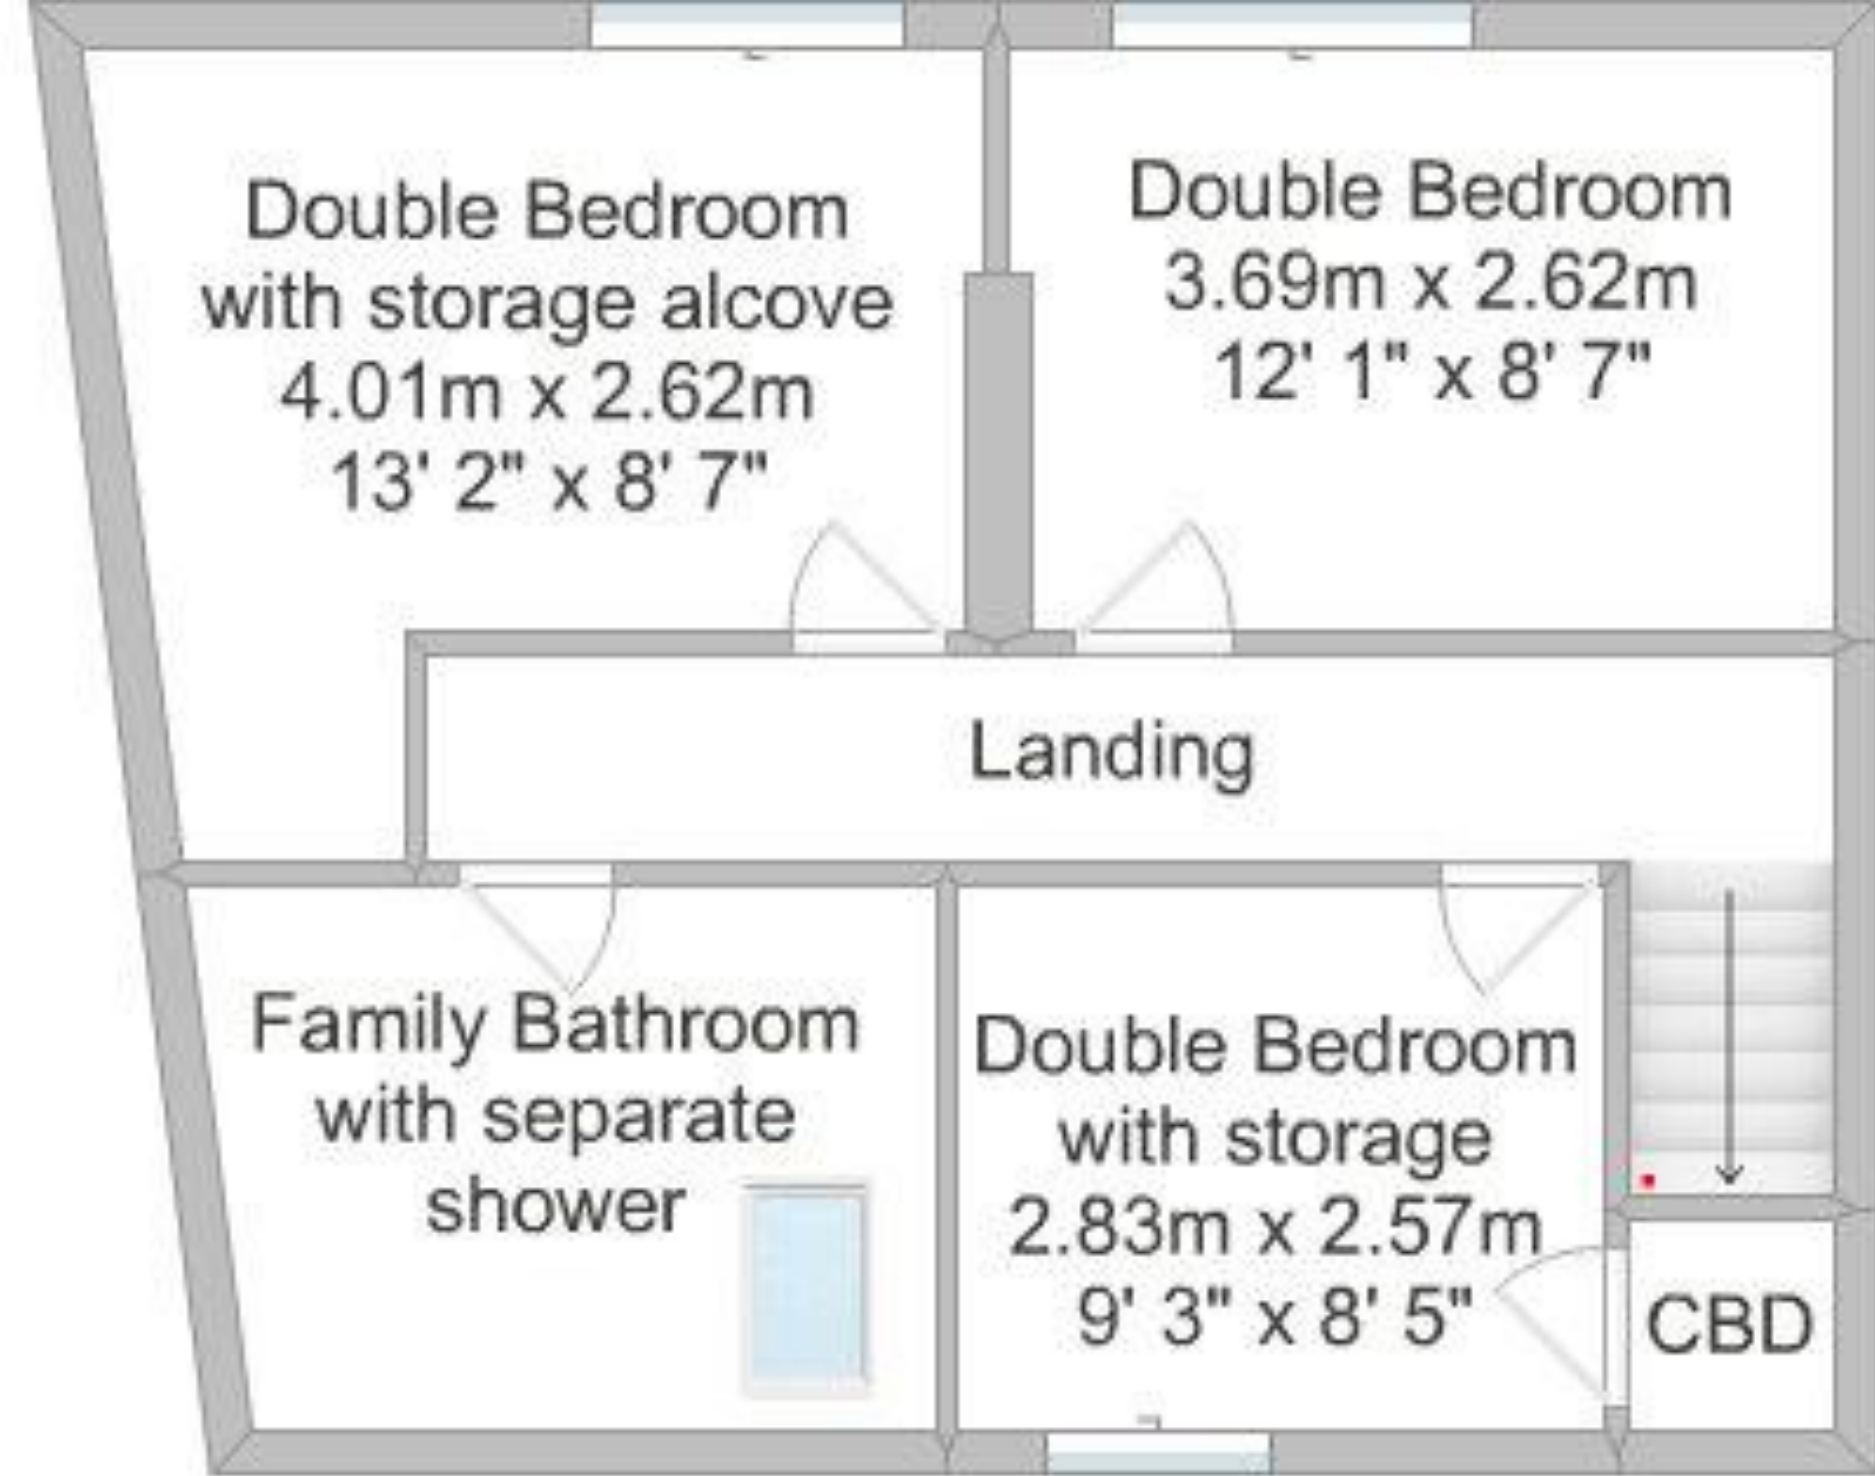 Double Bedroom
with storage alcove
4.01m x 2.62m
13' 2" x 8' 7"
Double Bedroom
3.69m x 2.62m
12' 1" x 8' 7"
Landing
Family Bathroom
with separate
shower
Double Bedroom
with storage
2.83m x 2.57m
9' 3" x 8' 5"
CBD